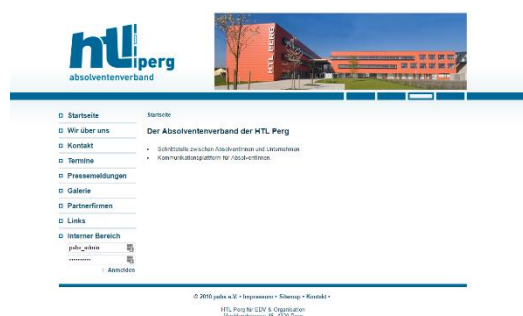 htl perg
absolventenverband
HTL PERG
Startseite
Wir über uns
Kontakt
Termine
Pressemeldungen
Galerie
Partnerfirmen
Links
Interner Bereich
pabs_admin
••••••••••
Anmelden
Startseite
Der Absolventenverband der HTL Perg
• Schnittstelle zwischen AbsolventInnen und Unternehmen
• Kommunikationsplattform für AbsolventInnen
© 2010 pabs e.V. • Impressum • Sitemap • Kontakt •
HTL Perg für EDV & Organisation